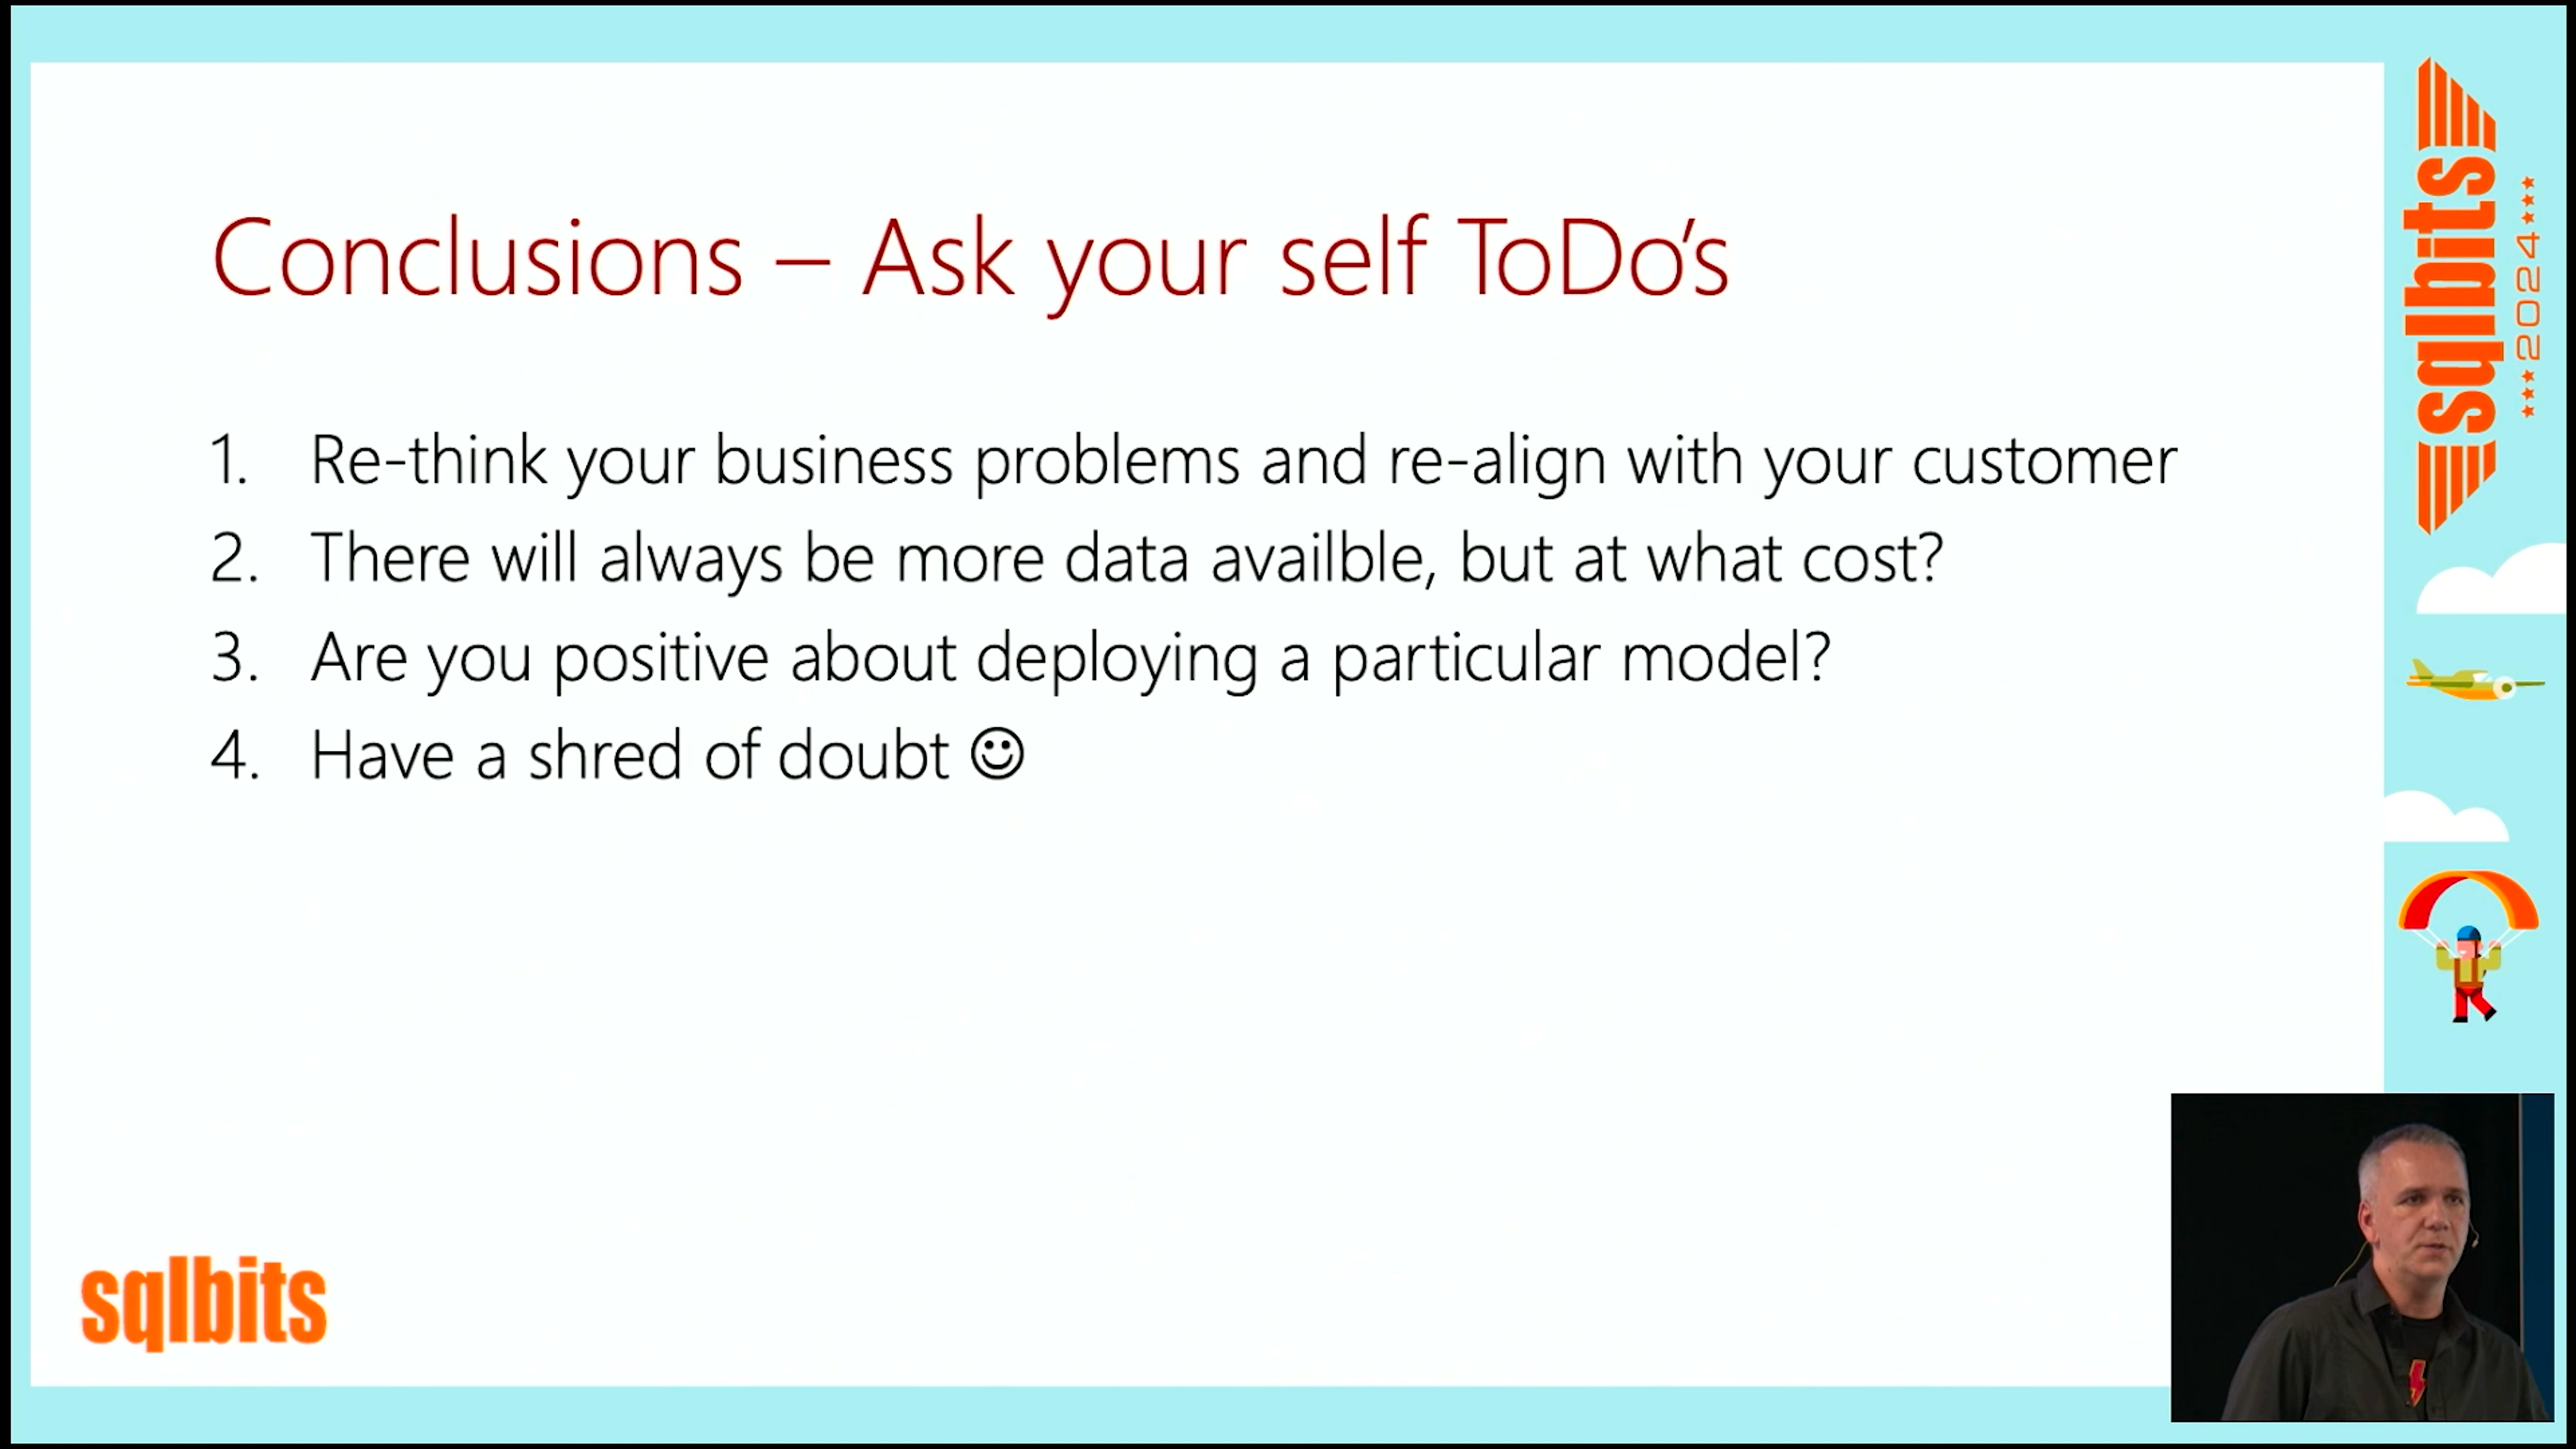 Conclusions – Ask your self ToDo's
1. Re-think your business problems and re-align with your customer
2. There will always be more data availble, but at what cost?
3. Are you positive about deploying a particular model?
4. Have a shred of doubt ☺
sqlbits
sqlbits
2024